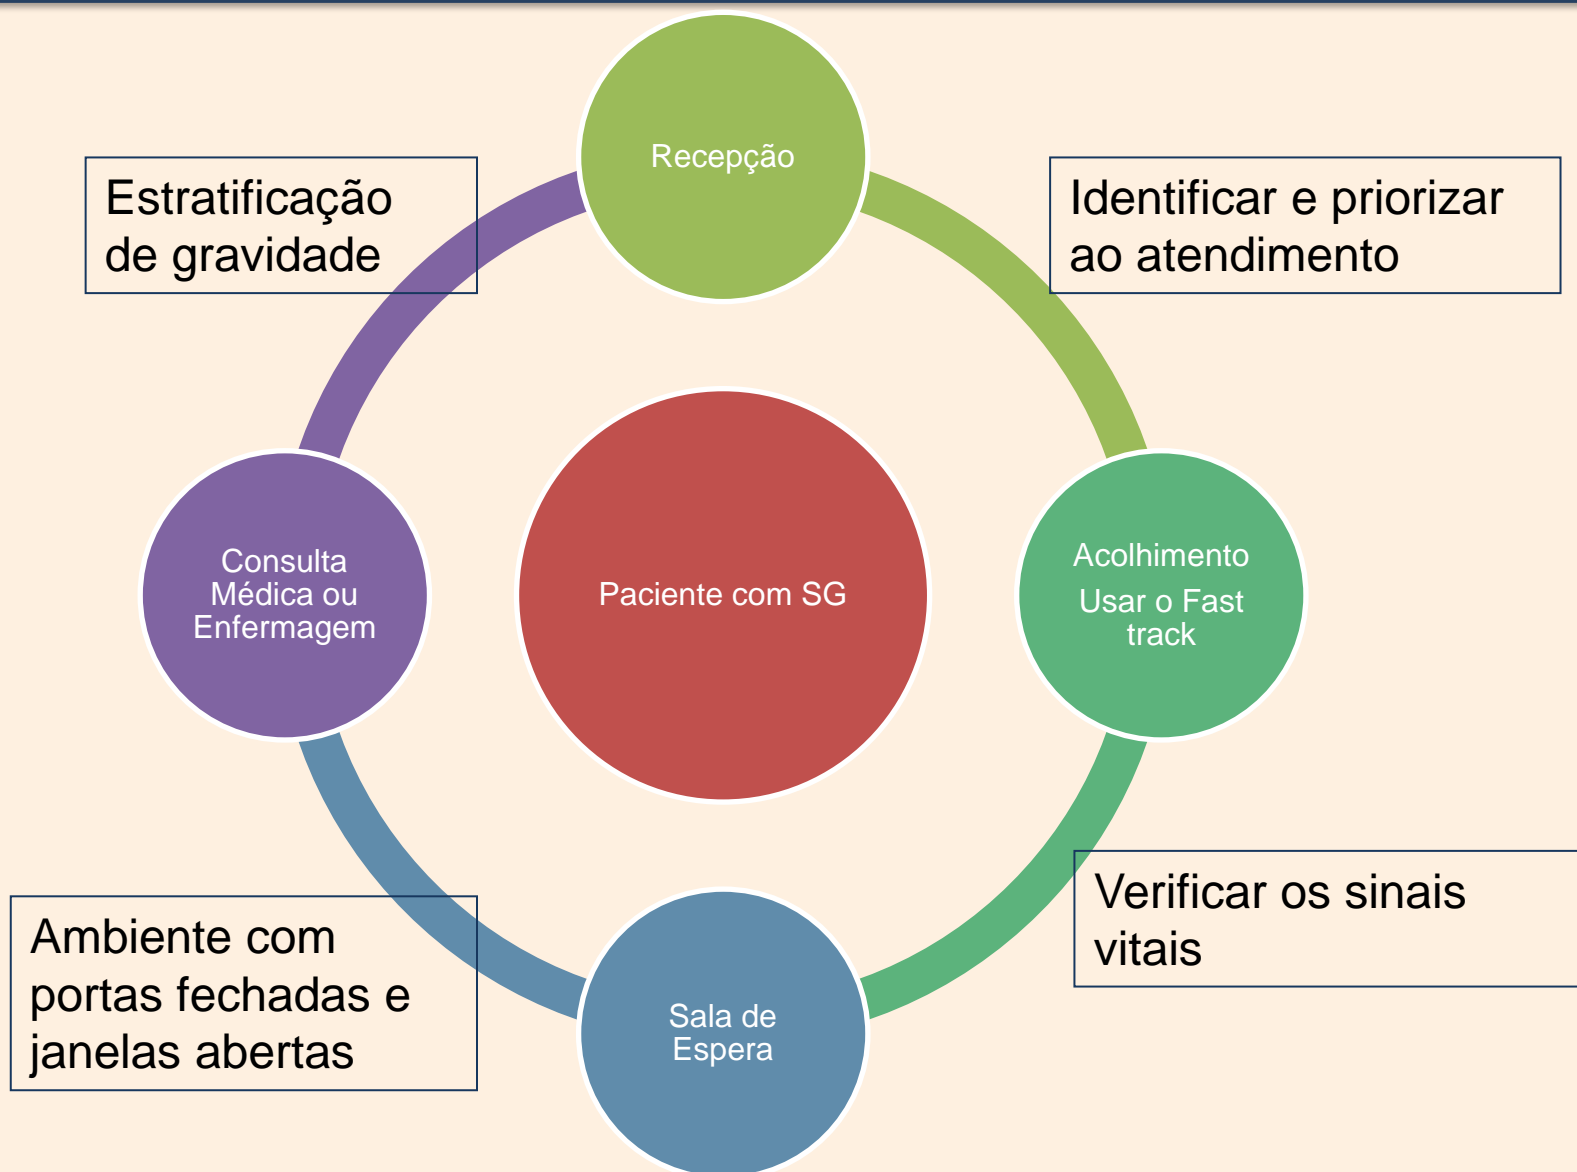 Recepção
Estratificação
de gravidade
Identificar e priorizar
ao atendimento
Consulta
Médica ou
Enfermagem
Paciente com SG
Acolhimento
Usar o Fast
track
Ambiente com
portas fechadas e
janelas abertas
Verificar os sinais
vitais
Sala de
Espera